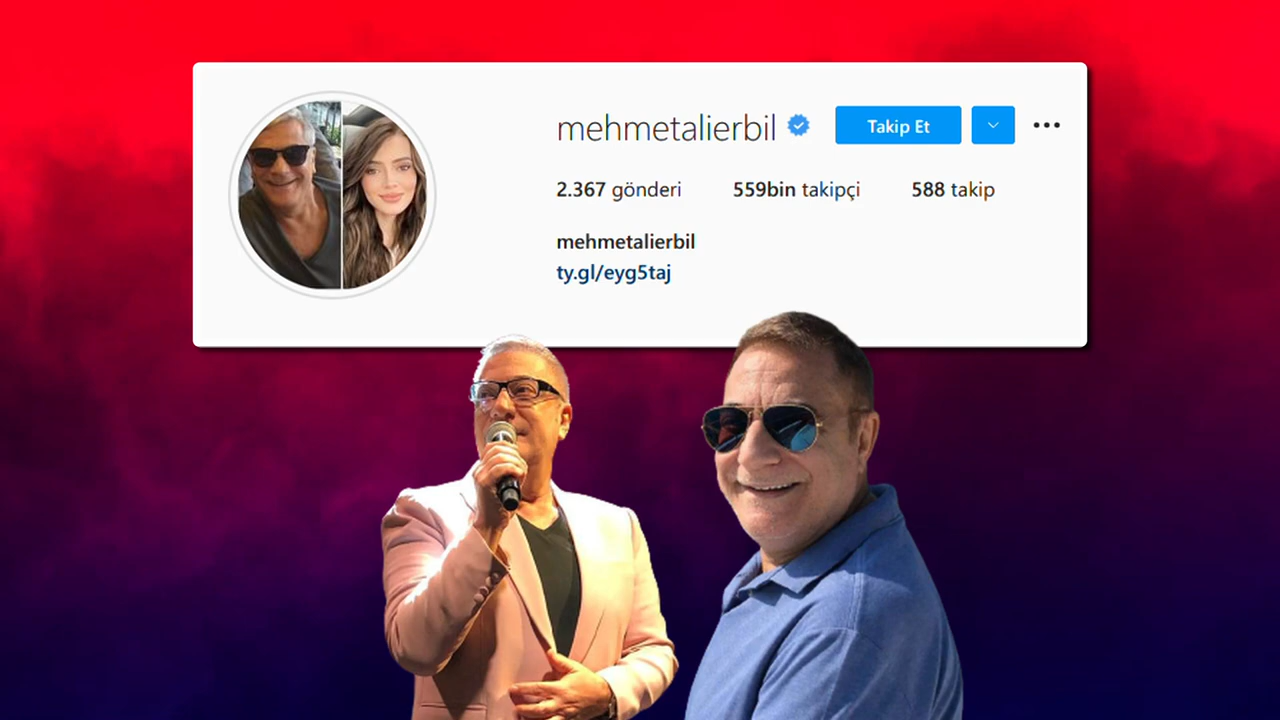 mehmetalierbil Takip Et
2.367 gönderi 559bin takipçi 588 takip
mehmetalierbil
ty.gl/eyg5taj